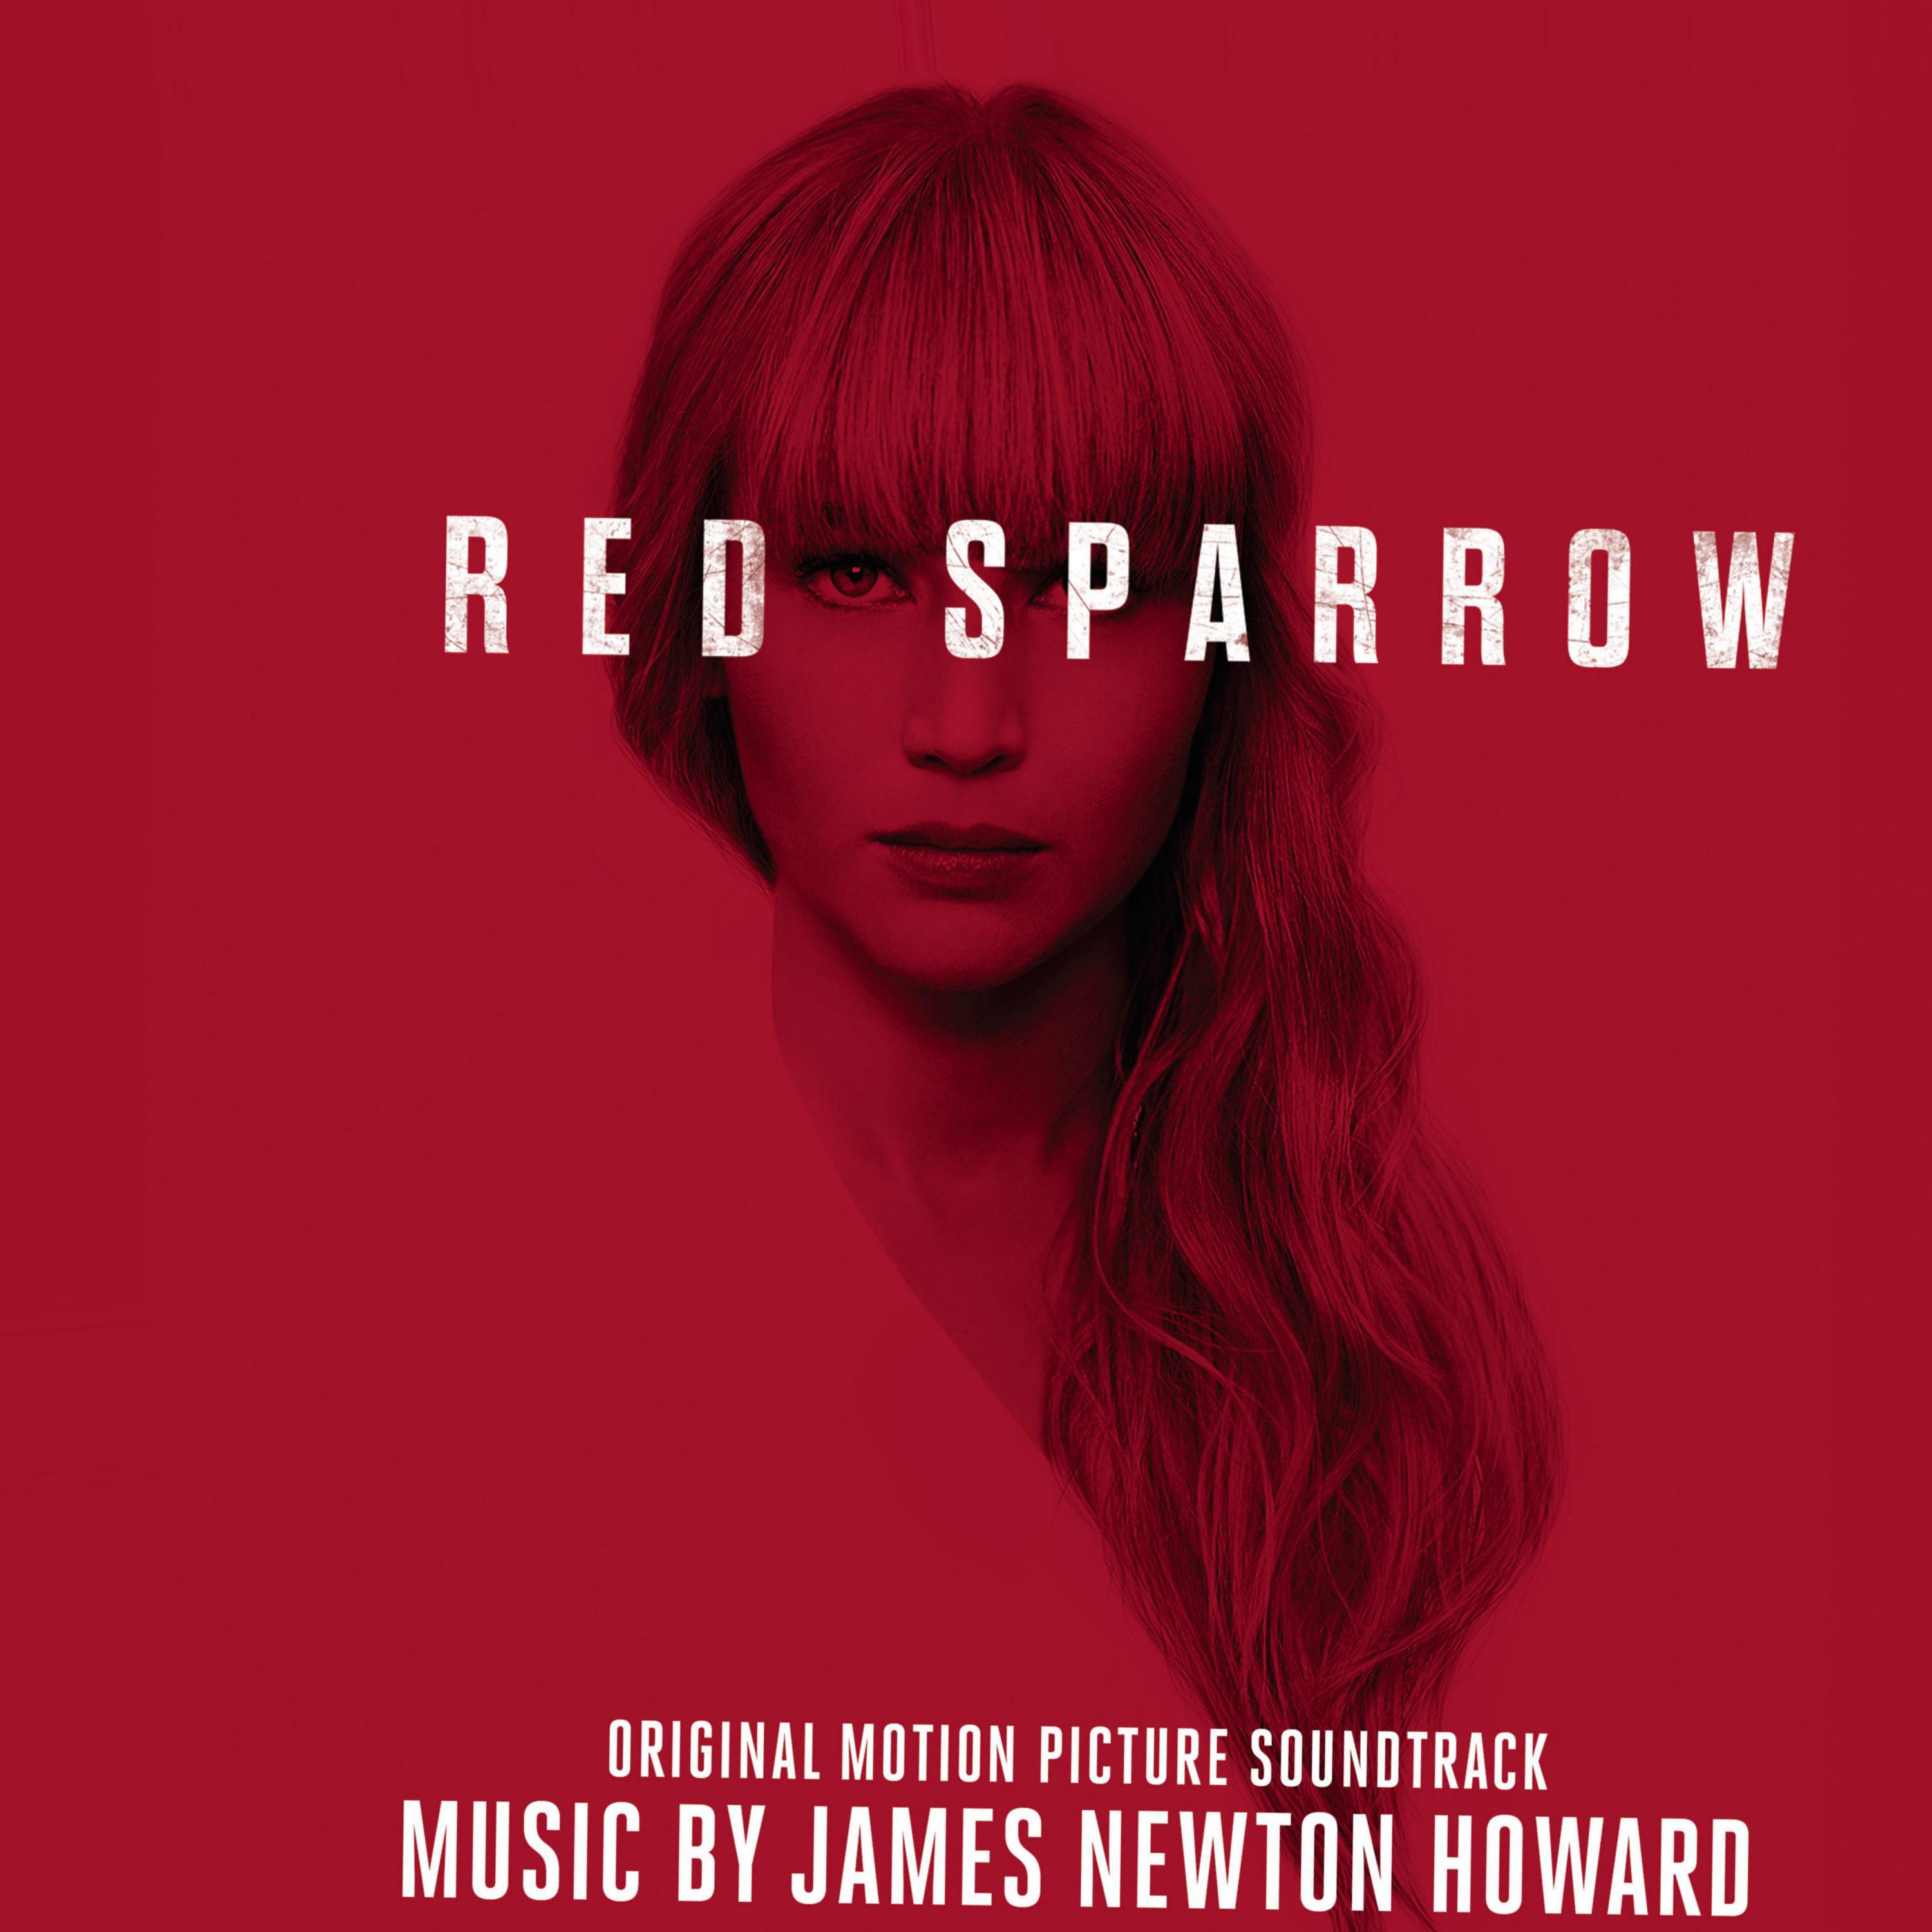 RED SPARROW
ORIGINAL MOTION PICTURE SOUNDTRACK
MUSIC BY JAMES NEWTON HOWARD